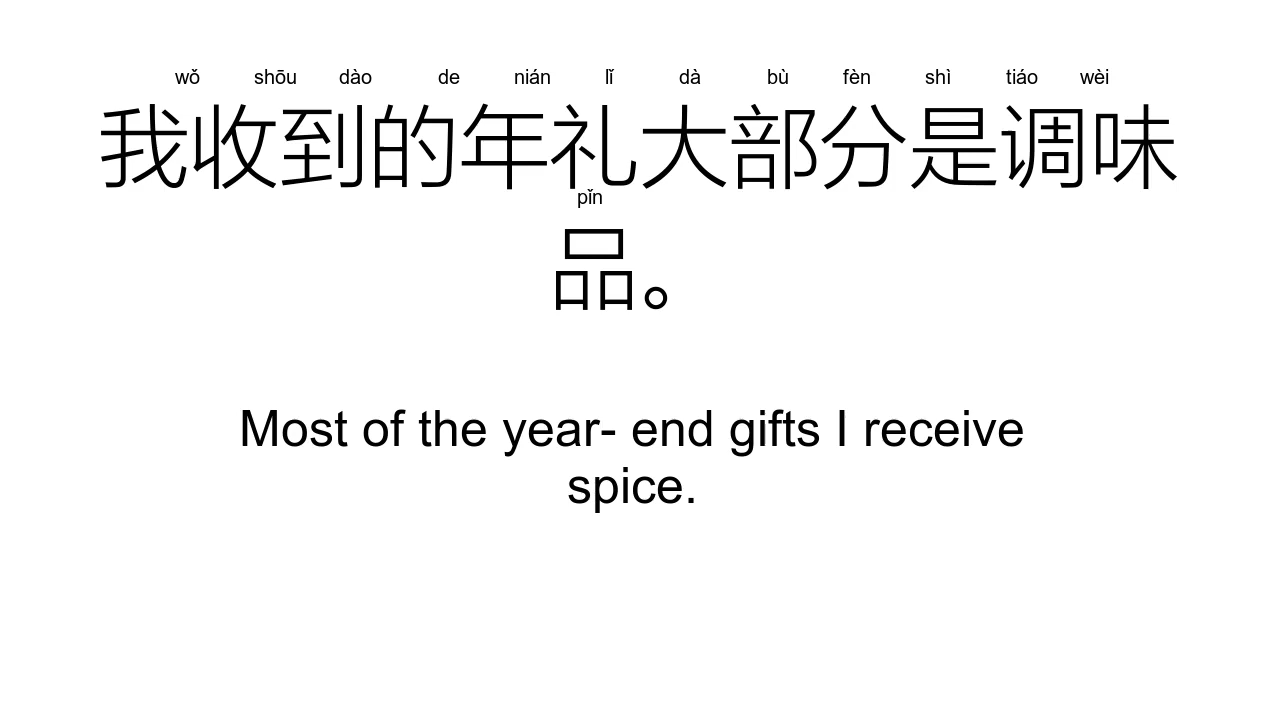 wǒ shōu dào de nián lǐ dà bù fèn shì tiáo wèi
我收到的年礼大部分是调味
pǐn
品。
Most of the year- end gifts I receive
spice.